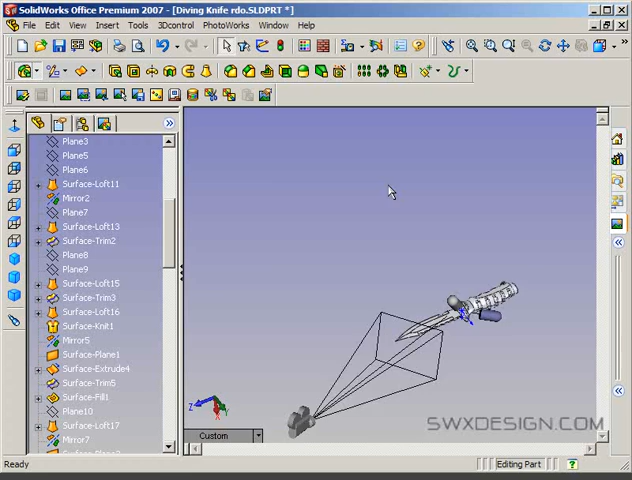 SolidWorks Office Premium 2007 - [Diving Knife rdo.SLDPRT *]
File Edit View Insert Tools 3Dcontrol PhotoWorks Window Help
Plane3
Plane5
Plane6
Surface-Loft11
Mirror2
Plane7
Surface-Loft13
Surface-Trim2
Plane8
Plane9
Surface-Loft15
Surface-Trim3
Surface-Loft16
Surface-Knit1
Mirror5
Surface-Plane1
Surface-Extrude4
Surface-Trim5
Surface-Fill1
Plane10
Surface-Loft17
Mirror7
Z
X
Y
Custom
SWXDESIGN.COM
Ready
Editing Part